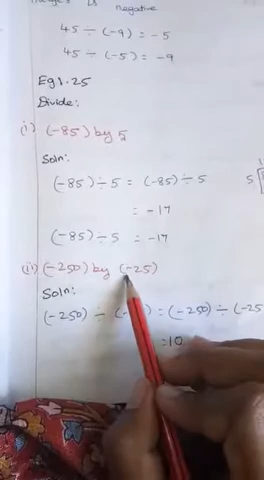 is negative
45 ÷ (-9) = -5
45 ÷ (-5) = -9
Eg 1.25
Divide:
(i) (-85) by 5
Soln:
(-85) ÷ 5 = (-85) ÷ 5
= -17
(-85) ÷ 5 = -17
5
(ii) (-250) by (-25)
Soln:
(-250) ÷ (- ) = (-250) ÷ (-25
= 10